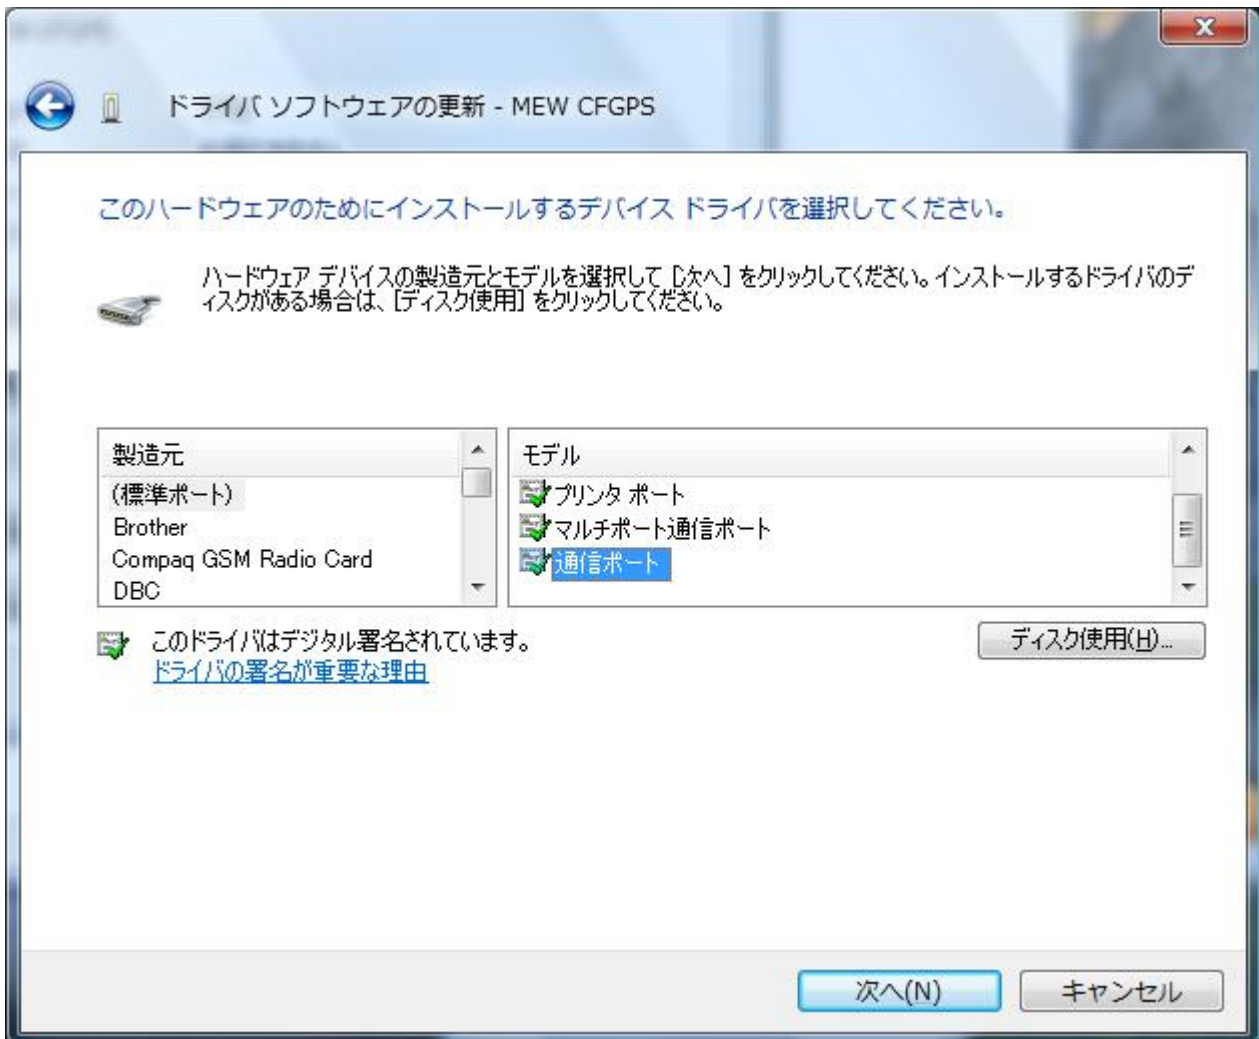 ドライバ ソフトウェアの更新 - MEW CFGPS
このハードウェアのためにインストールするデバイス ドライバを選択してください。
ハードウェア デバイスの製造元とモデルを選択して [次へ] をクリックしてください。インストールするドライバのデ
ィスクがある場合は、[ディスク使用] をクリックしてください。
製造元
(標準ポート)
Brother
Compaq GSM Radio Card
DBC
モデル
プリンタ ポート
マルチポート通信ポート
通信ポート
このドライバはデジタル署名されています。
ドライバの署名が重要な理由
ディスク使用(H)...
次へ(N)
キャンセル